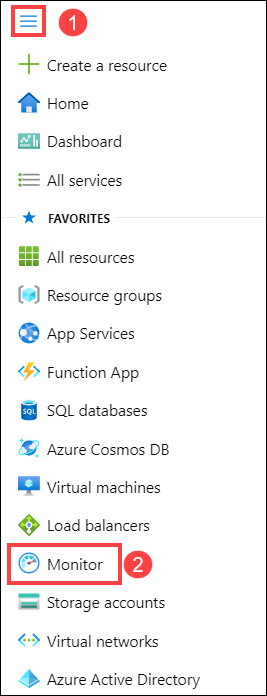 1
Create a resource
Home
Dashboard
All services
FAVORITES
All resources
Resource groups
App Services
Function App
SQL SQL databases
Azure Cosmos DB
Virtual machines
Load balancers
Monitor 2
Storage accounts
Virtual networks
Azure Active Directory